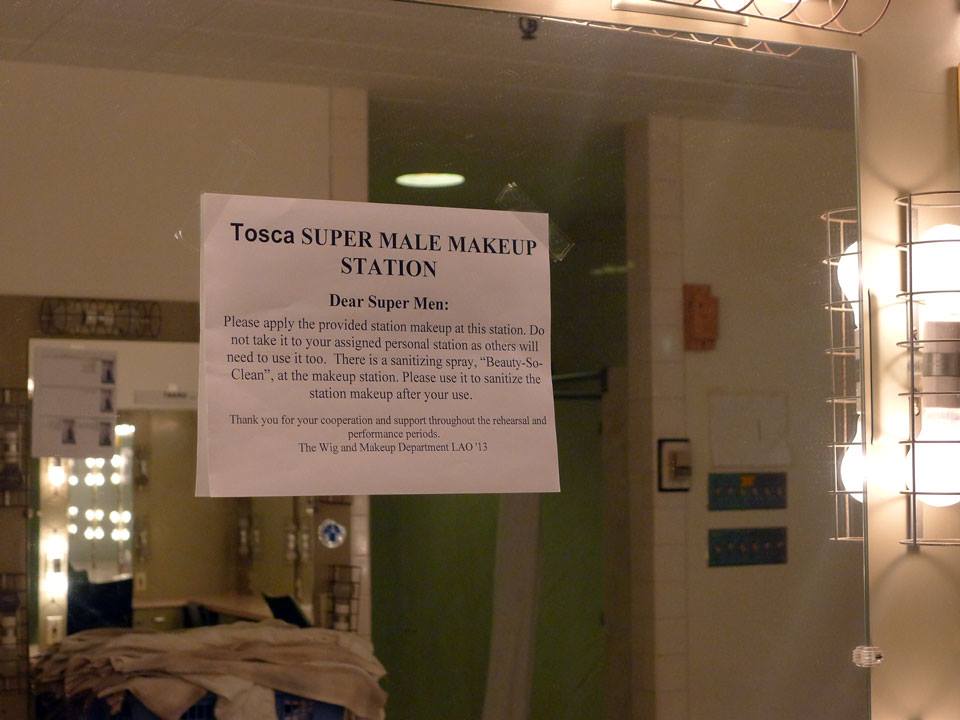 Tosca SUPER MALE MAKEUP
STATION
Dear Super Men:
Please apply the provided station makeup at this station. Do
not take it to your assigned personal station as others will
need to use it too.  There is a sanitizing spray, “Beauty-So-
Clean”, at the makeup station. Please use it to sanitize the
station makeup after your use.
Thank you for your cooperation and support throughout the rehearsal and
performance periods.
The Wig and Makeup Department LAO '13